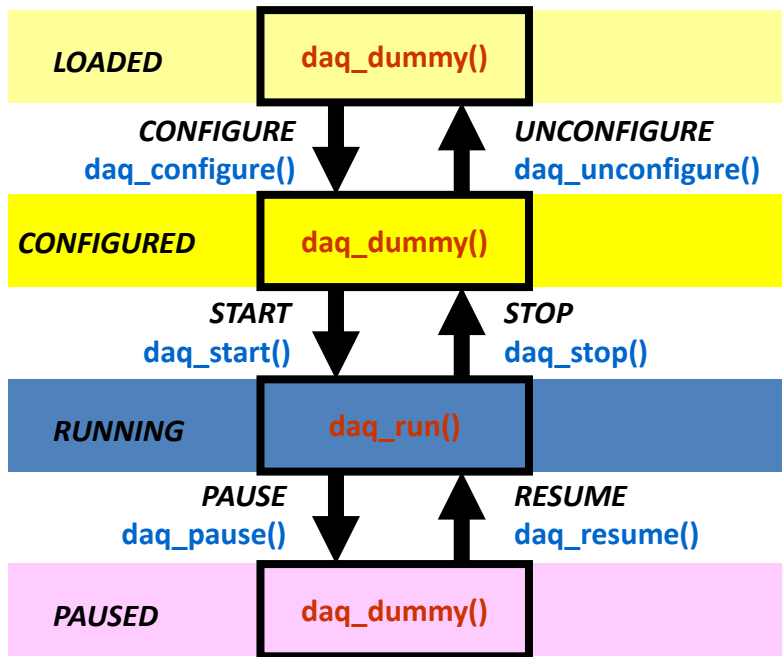 LOADED daq_dummy()
CONFIGURE UNCONFIGURE
daq_configure() daq_unconfigure()
CONFIGURED daq_dummy()
START STOP
daq_start() daq_stop()
RUNNING daq_run()
PAUSE RESUME
daq_pause() daq_resume()
PAUSED daq_dummy()